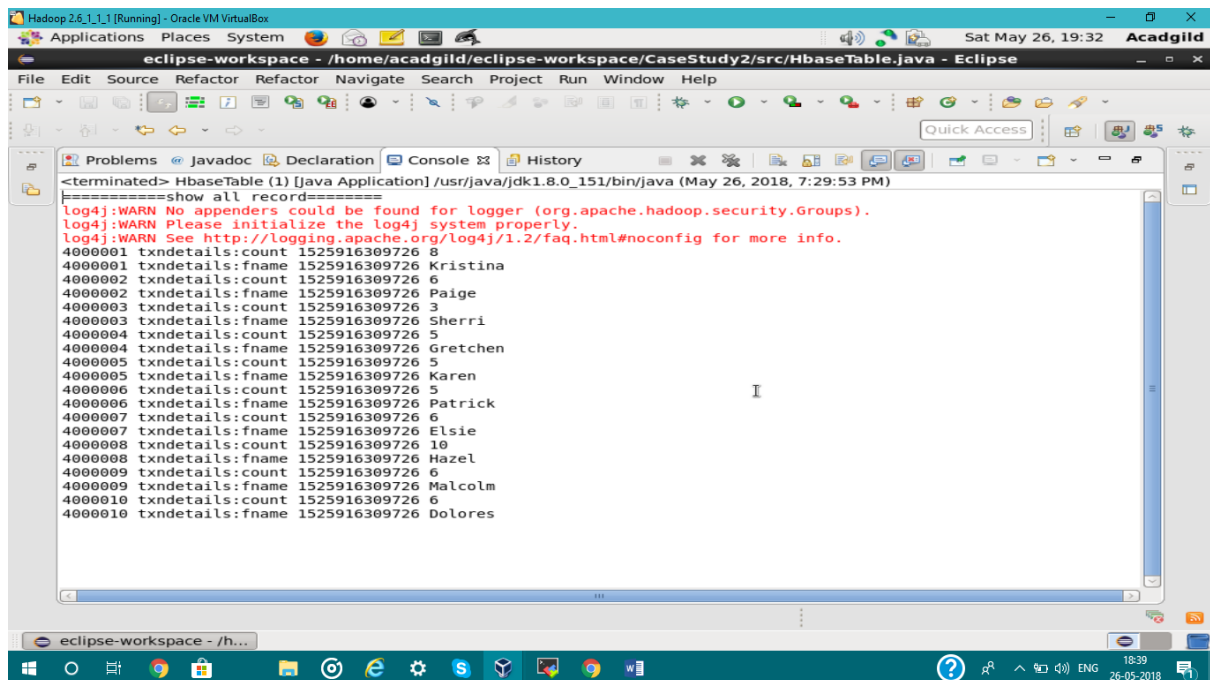 Hadoop 2.6_1_1_1 [Running] - Oracle VM VirtualBox
Applications Places System Sat May 26, 19:32 Acadgild
eclipse-workspace - /home/acadgild/eclipse-workspace/CaseStudy2/src/HbaseTable.java - Eclipse
File Edit Source Refactor Refactor Navigate Search Project Run Window Help
Quick Access
Problems Javadoc Declaration Console History
<terminated> HbaseTable (1) [Java Application] /usr/java/jdk1.8.0_151/bin/java (May 26, 2018, 7:29:53 PM)
===========show all record========
log4j:WARN No appenders could be found for logger (org.apache.hadoop.security.Groups).
log4j:WARN Please initialize the log4j system properly.
log4j:WARN See http://logging.apache.org/log4j/1.2/faq.html#noconfig for more info.
4000001 txndetails:count 1525916309726 8
4000001 txndetails:fname 1525916309726 Kristina
4000002 txndetails:count 1525916309726 6
4000002 txndetails:fname 1525916309726 Paige
4000003 txndetails:count 1525916309726 3
4000003 txndetails:fname 1525916309726 Sherri
4000004 txndetails:count 1525916309726 5
4000004 txndetails:fname 1525916309726 Gretchen
4000005 txndetails:count 1525916309726 5
4000005 txndetails:fname 1525916309726 Karen
4000006 txndetails:count 1525916309726 5
4000006 txndetails:fname 1525916309726 Patrick
4000007 txndetails:count 1525916309726 6
4000007 txndetails:fname 1525916309726 Elsie
4000008 txndetails:count 1525916309726 10
4000008 txndetails:fname 1525916309726 Hazel
4000009 txndetails:count 1525916309726 6
4000009 txndetails:fname 1525916309726 Malcolm
4000010 txndetails:count 1525916309726 6
4000010 txndetails:fname 1525916309726 Dolores
eclipse-workspace - /h...
ENG 18:39
26-05-2018